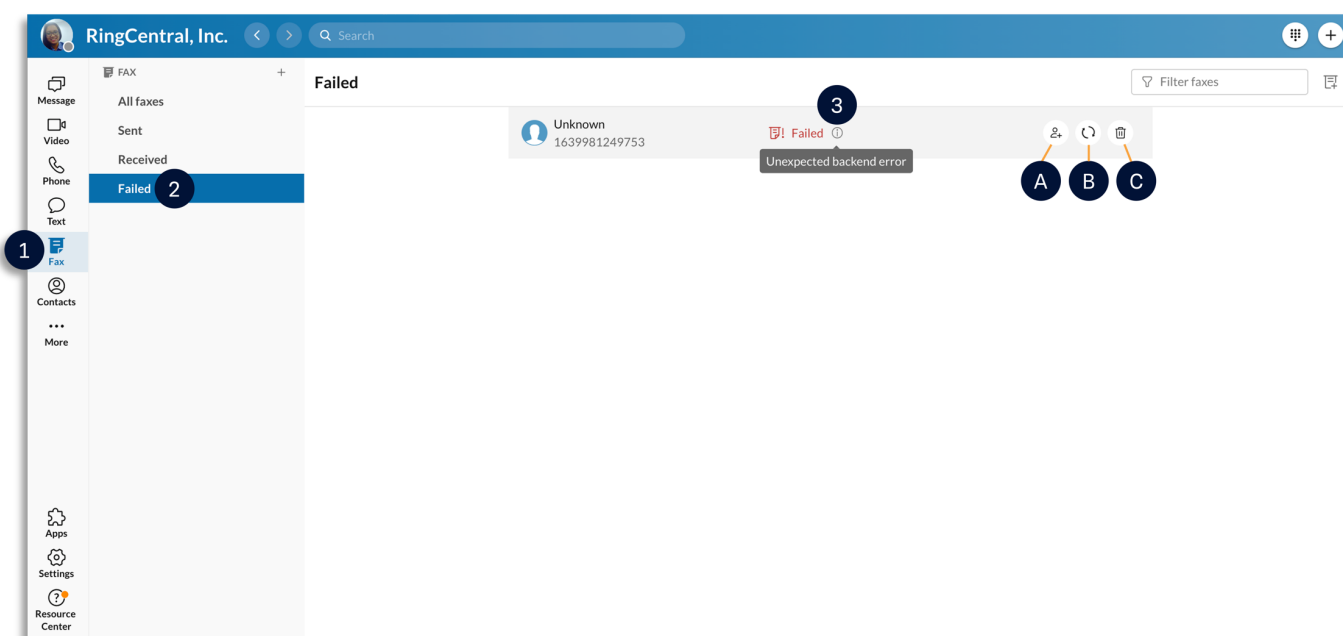 RingCentral, Inc.
Search
Message
Video
Phone
Text
1
Fax
Contacts
More
Apps
Settings
?
Resource
Center
FAX
All faxes
Sent
Received
Failed 2
Failed
Filter faxes
3
Unknown
1639981249753
! Failed
Unexpected backend error
A B C